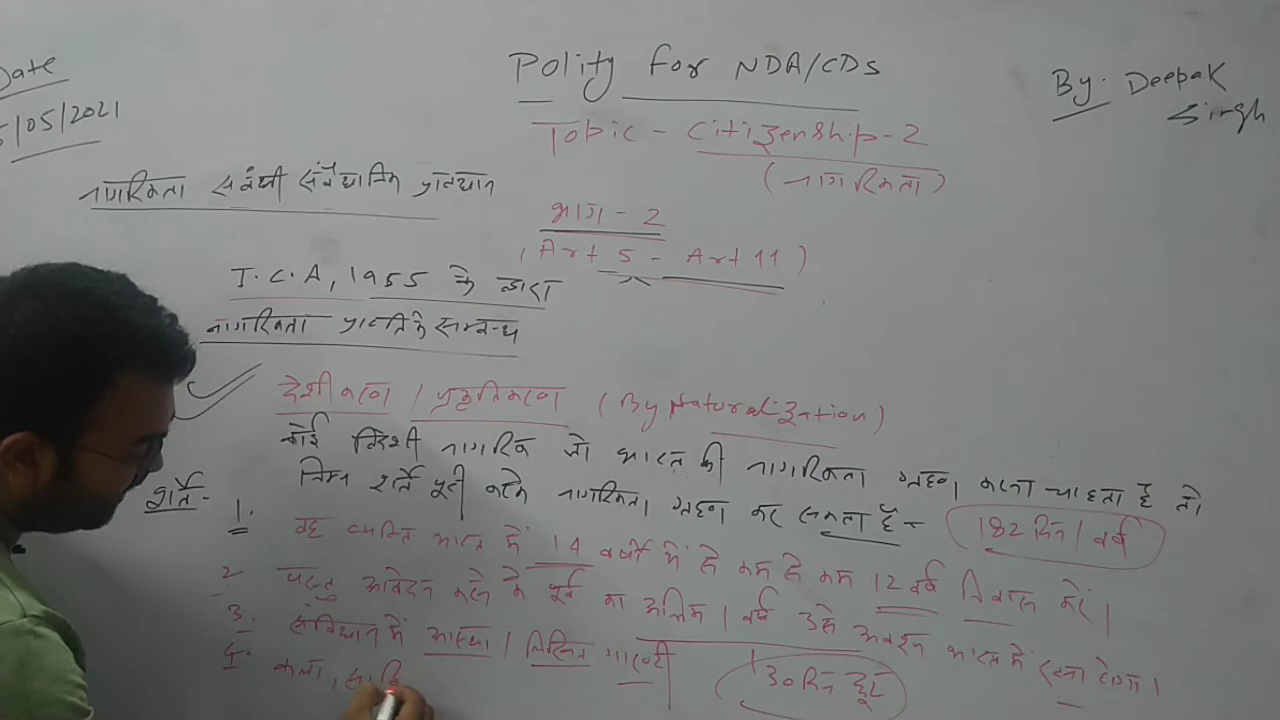 Date
5/05/2021
Polity for NDA/CDS
By: Deepak Singh
Topic - Citizenship-2
(नागरिकता)
नागरिकता संबंधी संवैधानिक प्रावधान
भाग - 2
(Art 5 - Art 11)
I.C.A, 1955 के द्वारा
नागरिकता प्राप्ति के सम्बन्ध
देशीकरण / प्रकृतिकरण (By Naturalization)
कोई विदेशी नागरिक जो भारत की नागरिकता ग्रहण करना चाहता है तो
निम्न शर्ते पूरी करके नागरिकता ग्रहण कर सकता है -
शर्ते -
182 दिन / वर्ष
1. वह व्यक्ति भारत में 14 वर्षों में से कम से कम 12 वर्ष निवास करें।
2 परन्तु आवेदन करने के पूर्व का अन्तिम 1 वर्ष उसे अवश्य भारत में रहना होगा।
3. संविधान में आस्था / लिखित गारण्टी
+30 दिन छूट
4. कला, साहि